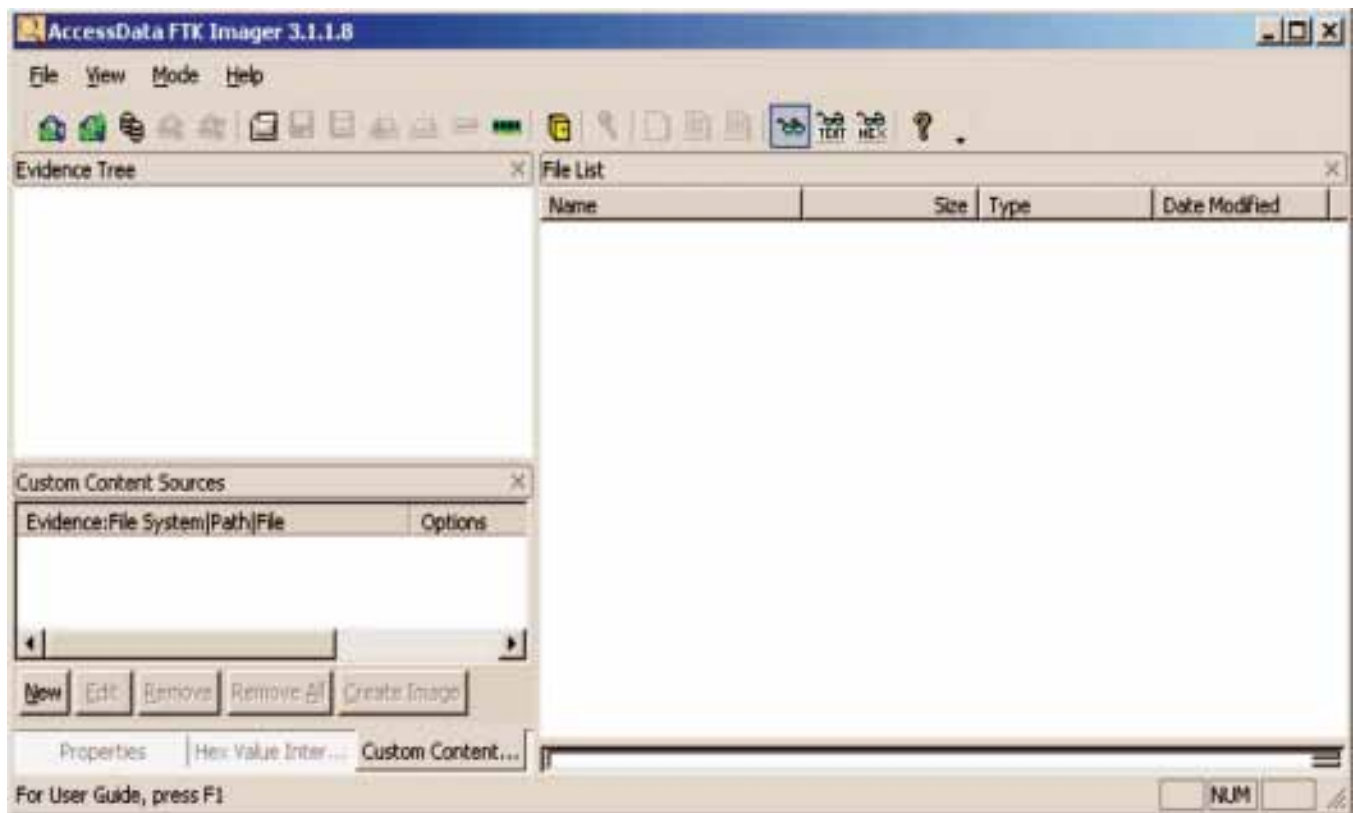 AccessData FTK Imager 3.1.1.8
File View Mode Help
TEXT HEX ?
Evidence Tree
File List
Name Size Type Date Modified
Custom Content Sources
Evidence:File System|Path|File Options
New Edit Remove Remove All Create Image
Properties Hex Value Inter... Custom Content...
For User Guide, press F1
NUM